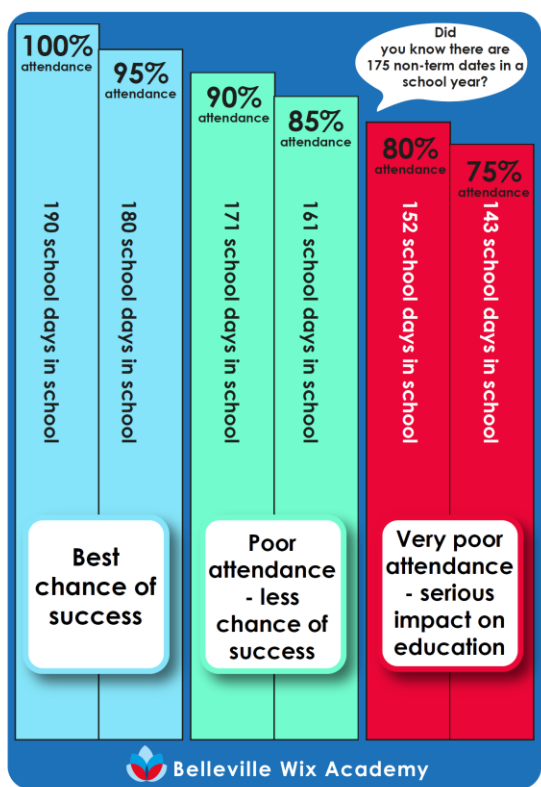 100%
attendance
190 school days in school
95%
attendance
180 school days in school
90%
attendance
171 school days in school
85%
attendance
161 school days in school
Did
you know there are
175 non-term dates in a
school year?
80%
attendance
152 school days in school
75%
attendance
143 school days in school
Best
chance of
success
Poor
attendance
- less
chance of
success
Very poor
attendance
- serious
impact on
education
Belleville Wix Academy